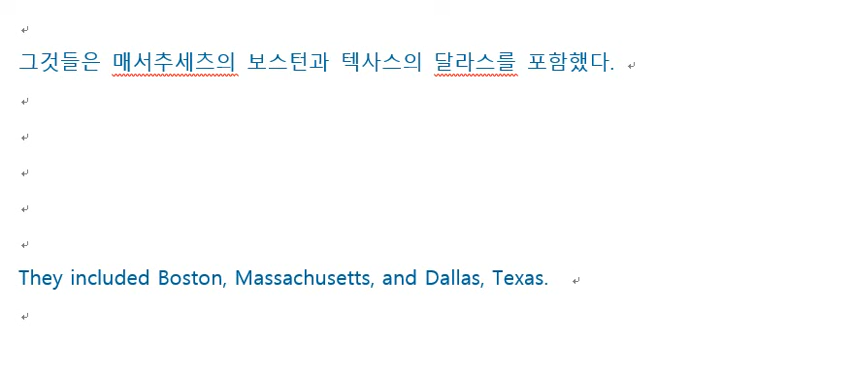 그것들은 매서추세츠의 보스턴과 텍사스의 달라스를 포함했다.
They included Boston, Massachusetts, and Dallas, Texas.